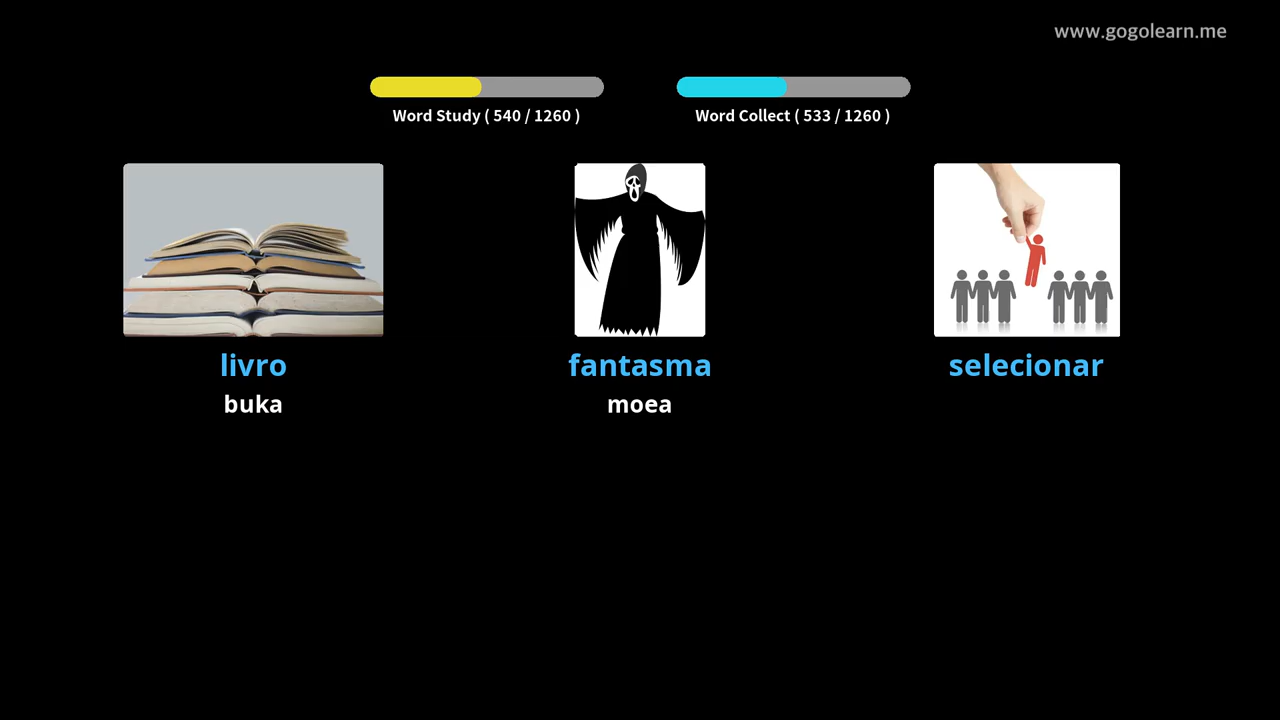 www.gogolearn.me
Word Study ( 540 / 1260 )
Word Collect ( 533 / 1260 )
livro
buka
fantasma
moea
selecionar